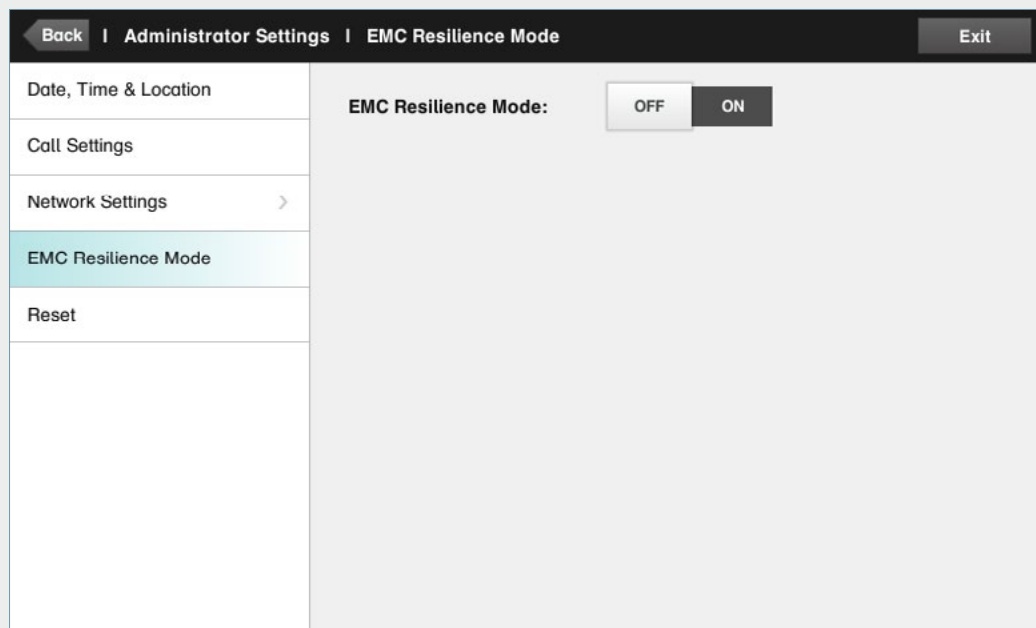 Back | Administrator Settings | EMC Resilience Mode Exit
Date, Time & Location
Call Settings
Network Settings
EMC Resilience Mode
Reset
EMC Resilience Mode: OFF ON